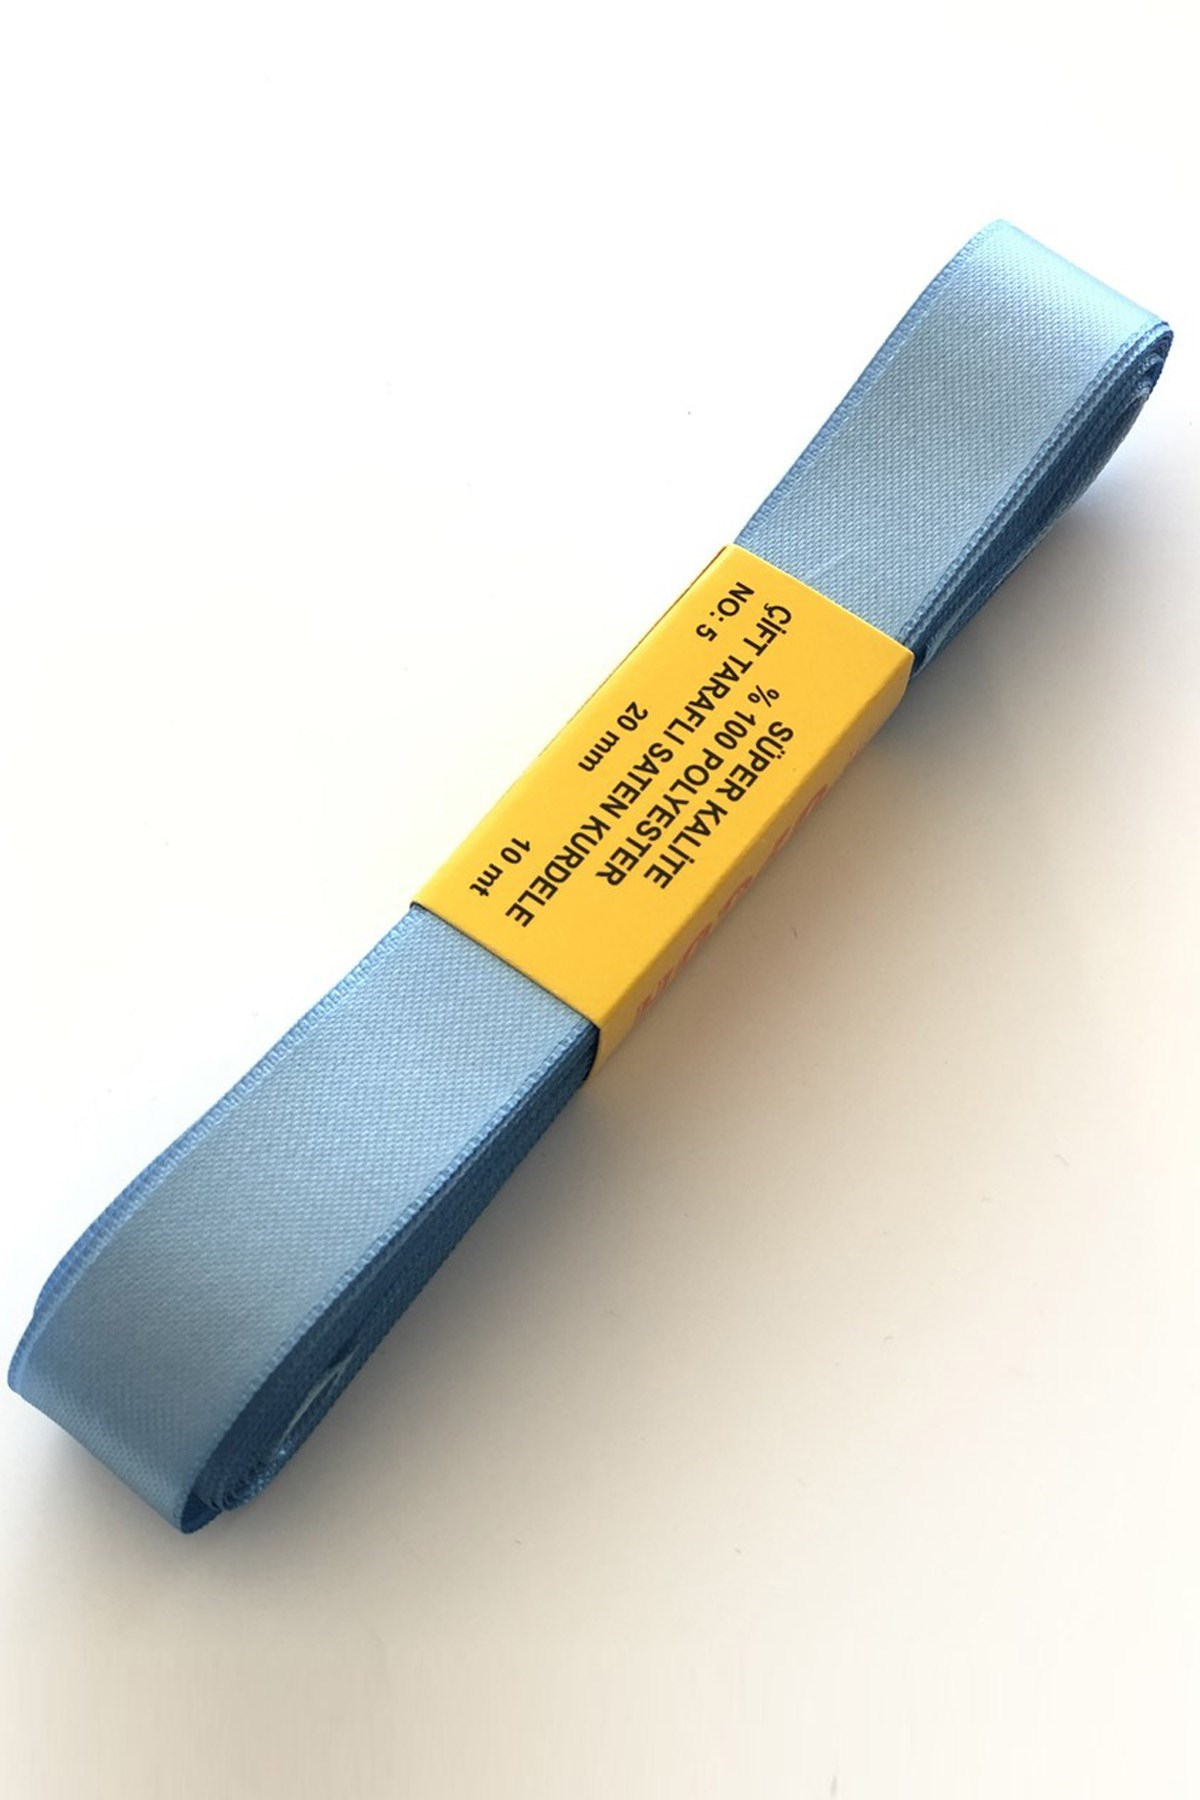 SÜPER KALİTE
% 100 POLYESTER
ÇİFT TARAFLI SATEN KURDELE
NO: 5 20 mm 10 mt